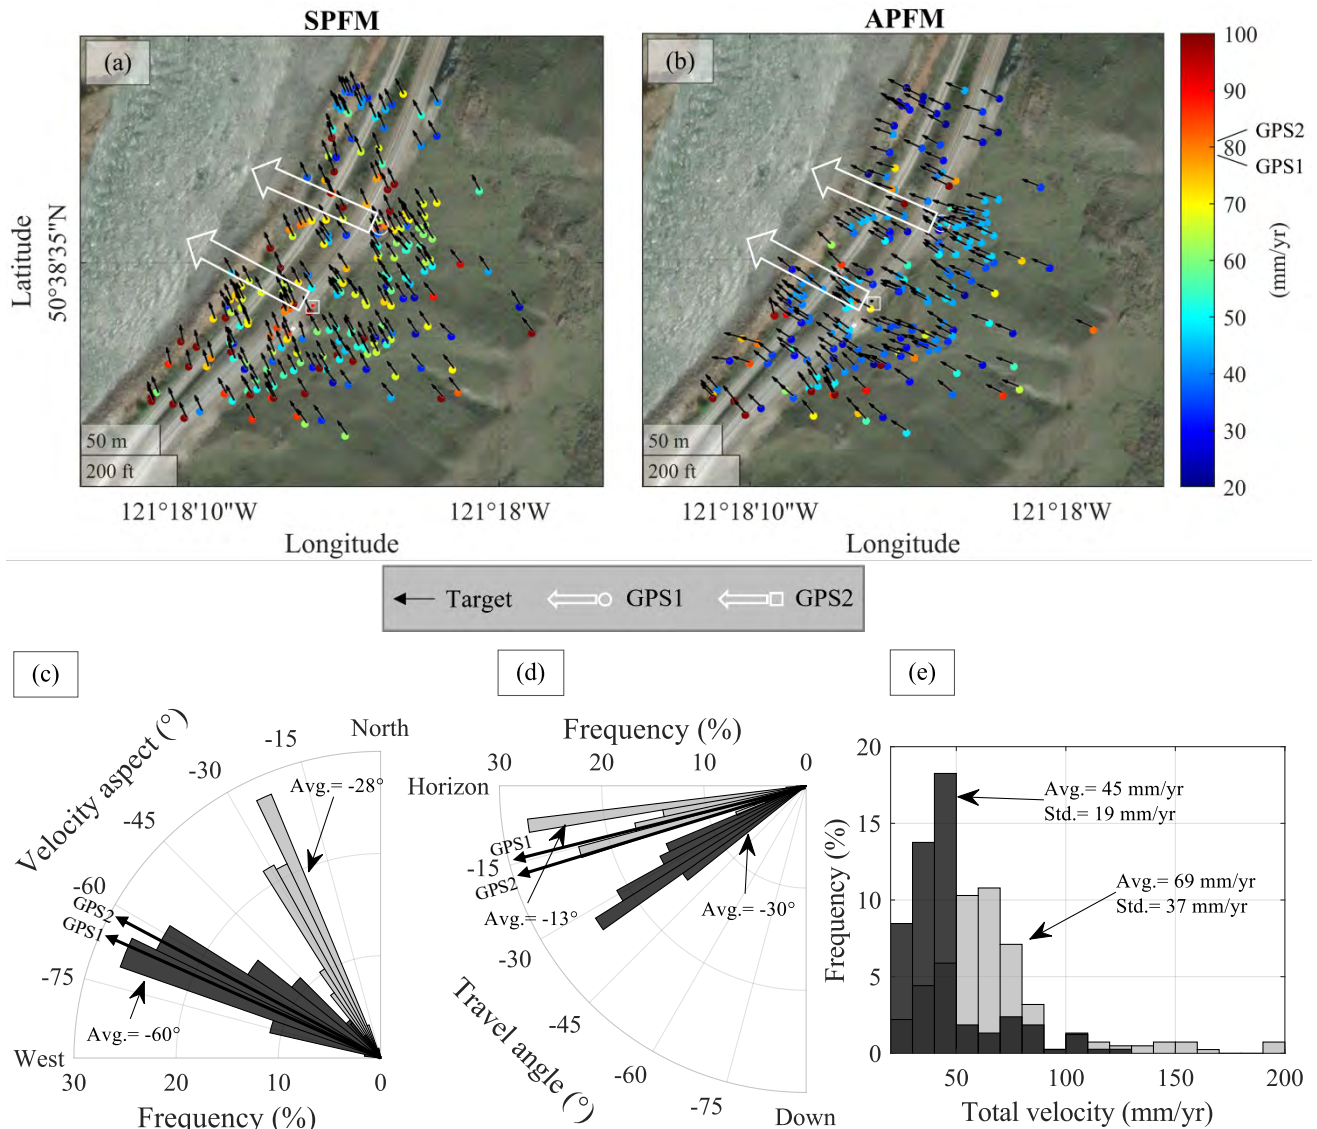 SPFM
APFM
(a)
(b)
100
90
80
70
60
50
40
30
20
GPS2
GPS1
(mm/yr)
Latitude
50°38'35"N
50 m
200 ft
50 m
200 ft
121°18'10"W
121°18'W
121°18'10"W
121°18'W
Longitude
Longitude
Target
GPS1
GPS2
(c)
Velocity aspect (°)
North
-15
-30
-45
-60
-75
West
Avg.= -28°
GPS2
GPS1
Avg.= -60°
30
20
10
0
Frequency (%)
(d)
Frequency (%)
30
20
10
0
Horizon
GPS1
-15
GPS2
Avg.= -13°
Avg.= -30°
-30
-45
-60
-75
Travel angle (°)
Down
(e)
20
15
10
5
0
Frequency (%)
Avg.= 45 mm/yr
Std.= 19 mm/yr
Avg.= 69 mm/yr
Std.= 37 mm/yr
50
100
150
200
Total velocity (mm/yr)